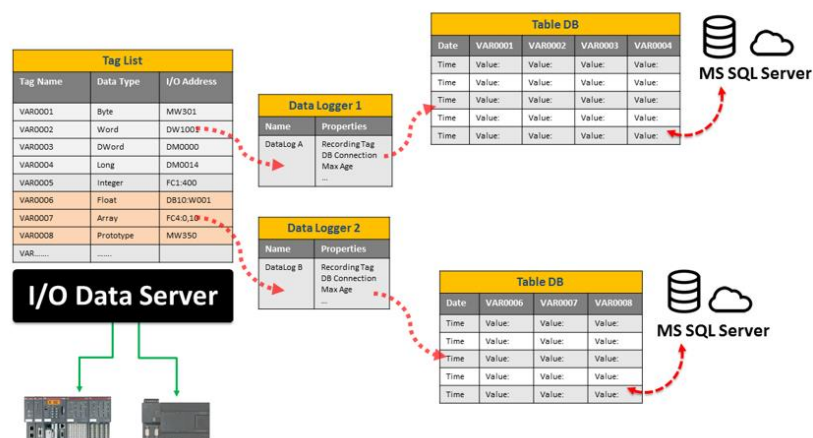 Tag List
Tag Name Data Type I/O Address
VAR0001 Byte MW301
VAR0002 Word DW1001
VAR0003 DWord DM0000
VAR0004 Long DM0014
VAR0005 Integer FC1:400
VAR0006 Float DB10:W001
VAR0007 Array FC4:0,10
VAR0008 Prototype MW350
VAR....... .......
I/O Data Server
Data Logger 1
Name Properties
DataLog A Recording Tag
DB Connection
Max Age
...
Data Logger 2
Name Properties
DataLog B Recording Tag
DB Connection
Max Age
...
Table DB
Date VAR0001 VAR0002 VAR0003 VAR0004
Time Value: Value: Value: Value:
Time Value: Value: Value: Value:
Time Value: Value: Value: Value:
Time Value: Value: Value: Value:
Time Value: Value: Value: Value:
MS SQL Server
Table DB
Date VAR0006 VAR0007 VAR0008
Time Value: Value: Value:
Time Value: Value: Value:
Time Value: Value: Value:
Time Value: Value: Value:
Time Value: Value: Value:
MS SQL Server